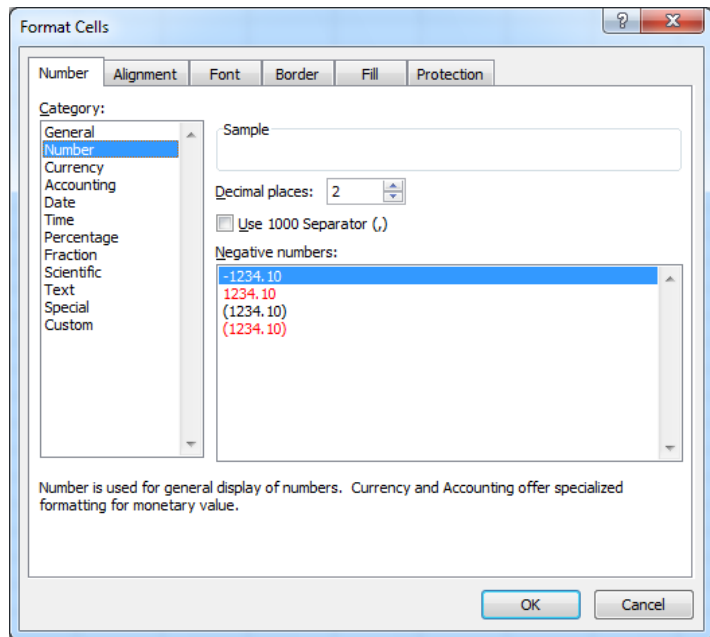 Format Cells
Number Alignment Font Border Fill Protection
Category:
General
Number
Currency
Accounting
Date
Time
Percentage
Fraction
Scientific
Text
Special
Custom
Sample
Decimal places: 2
Use 1000 Separator (,)
Negative numbers:
-1234.10
1234.10
(1234.10)
(1234.10)
Number is used for general display of numbers. Currency and Accounting offer specialized
formatting for monetary value.
OK Cancel